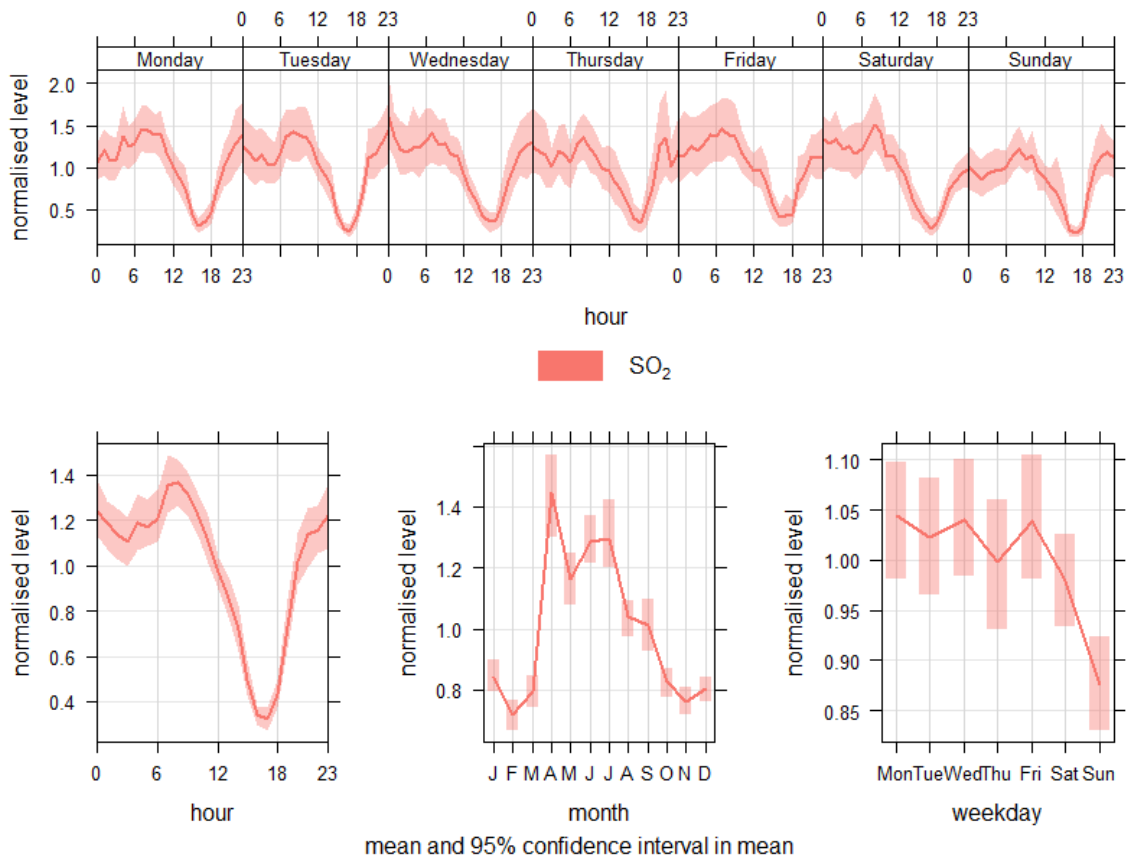 0 6 12 18 23 0 6 12 18 23 0 6 12 18 23
Monday Tuesday Wednesday Thursday Friday Saturday Sunday
2.0
1.5
1.0
0.5
normalised level
0 6 12 18 23 0 6 12 18 23 0 6 12 18 23 0 6 12 18 23
hour
SO2
1.4
1.2
1.0
0.8
0.6
0.4
normalised level
0 6 12 18 23
hour
1.4
1.2
1.0
0.8
normalised level
J F M A M J J A S O N D
month
1.10
1.05
1.00
0.95
0.90
0.85
normalised level
Mon Tue Wed Thu Fri Sat Sun
weekday
mean and 95% confidence interval in mean